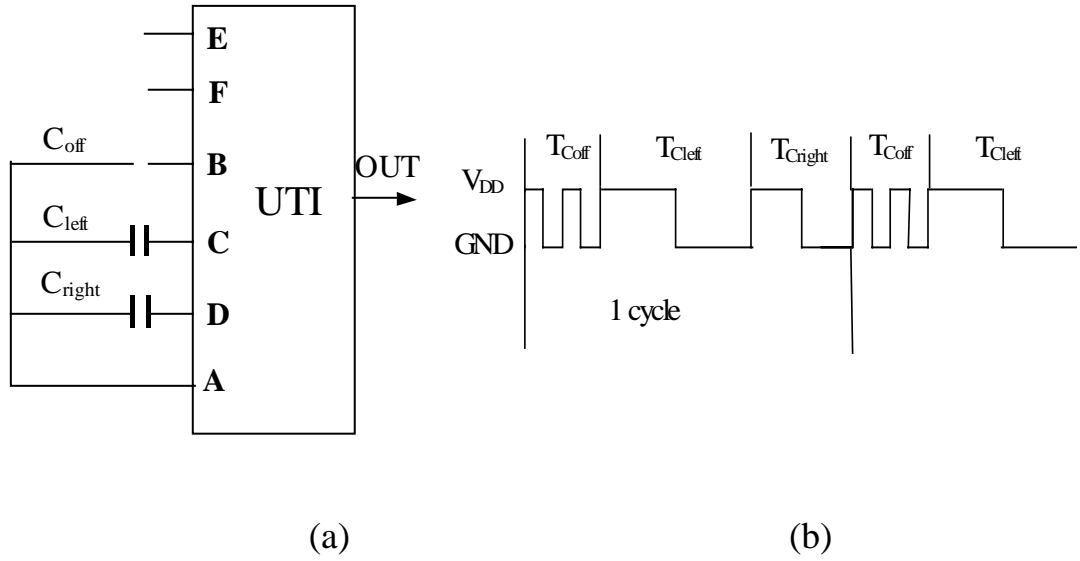 E
F
C_off
B
OUT
UTI
C_left
C
C_right
D
A
T_Coff
T_Cleft
T_Cright
T_Coff
T_Cleft
V_DD
GND
1 cycle
(a)
(b)